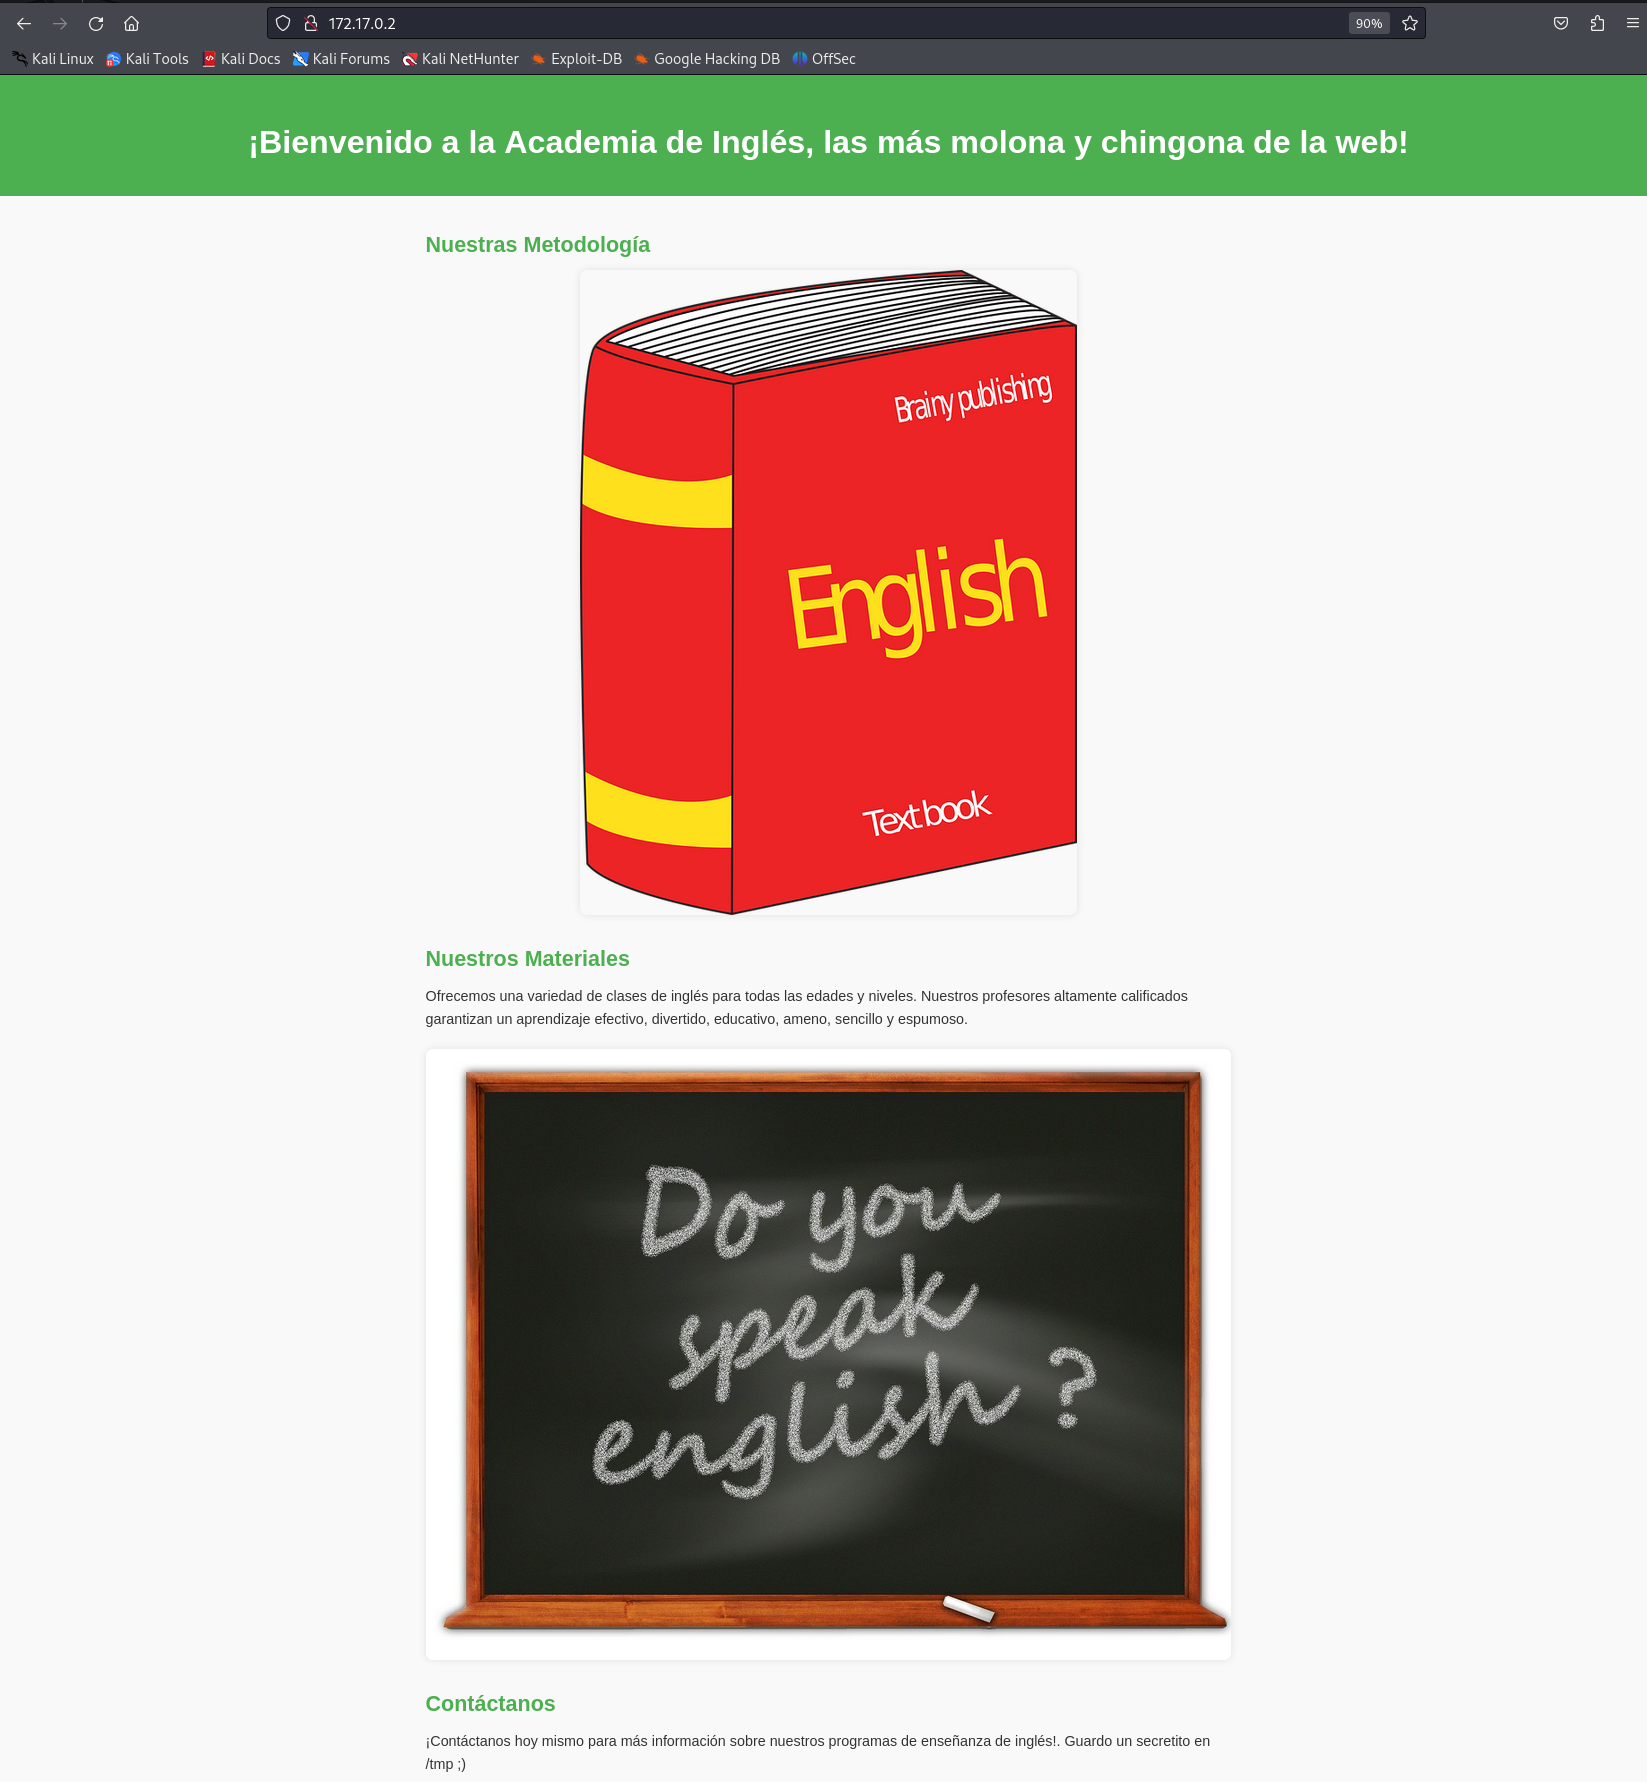 172.17.0.2
90%
Kali Linux Kali Tools Kali Docs Kali Forums Kali NetHunter Exploit-DB Google Hacking DB OffSec
¡Bienvenido a la Academia de Inglés, las más molona y chingona de la web!
Nuestras Metodología
Brainy publishing
English
Text book
Nuestros Materiales
Ofrecemos una variedad de clases de inglés para todas las edades y niveles. Nuestros profesores altamente calificados
garantizan un aprendizaje efectivo, divertido, educativo, ameno, sencillo y espumoso.
Do you
speak
english ?
Contáctanos
¡Contáctanos hoy mismo para más información sobre nuestros programas de enseñanza de inglés!. Guardo un secretito en
/tmp ;)